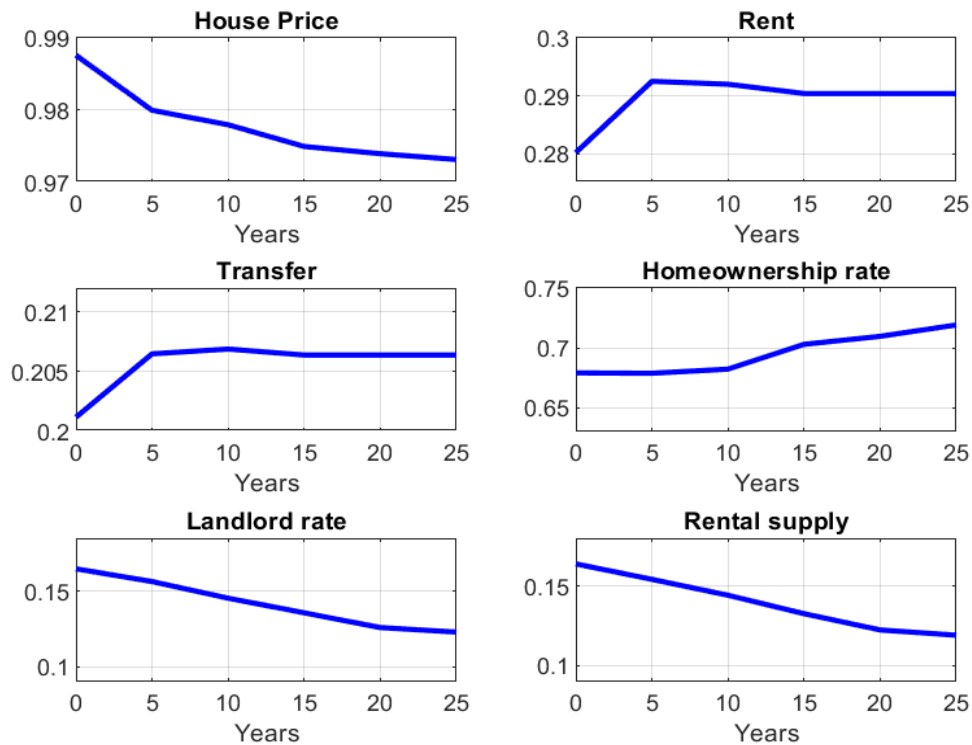 House Price
0.99
0.98
0.97
0 5 10 15 20 25
Years
Rent
0.3
0.29
0.28
0 5 10 15 20 25
Years
Transfer
0.21
0.205
0.2
0 5 10 15 20 25
Years
Homeownership rate
0.75
0.7
0.65
0 5 10 15 20 25
Years
Landlord rate
0.15
0.1
0 5 10 15 20 25
Years
Rental supply
0.15
0.1
0 5 10 15 20 25
Years